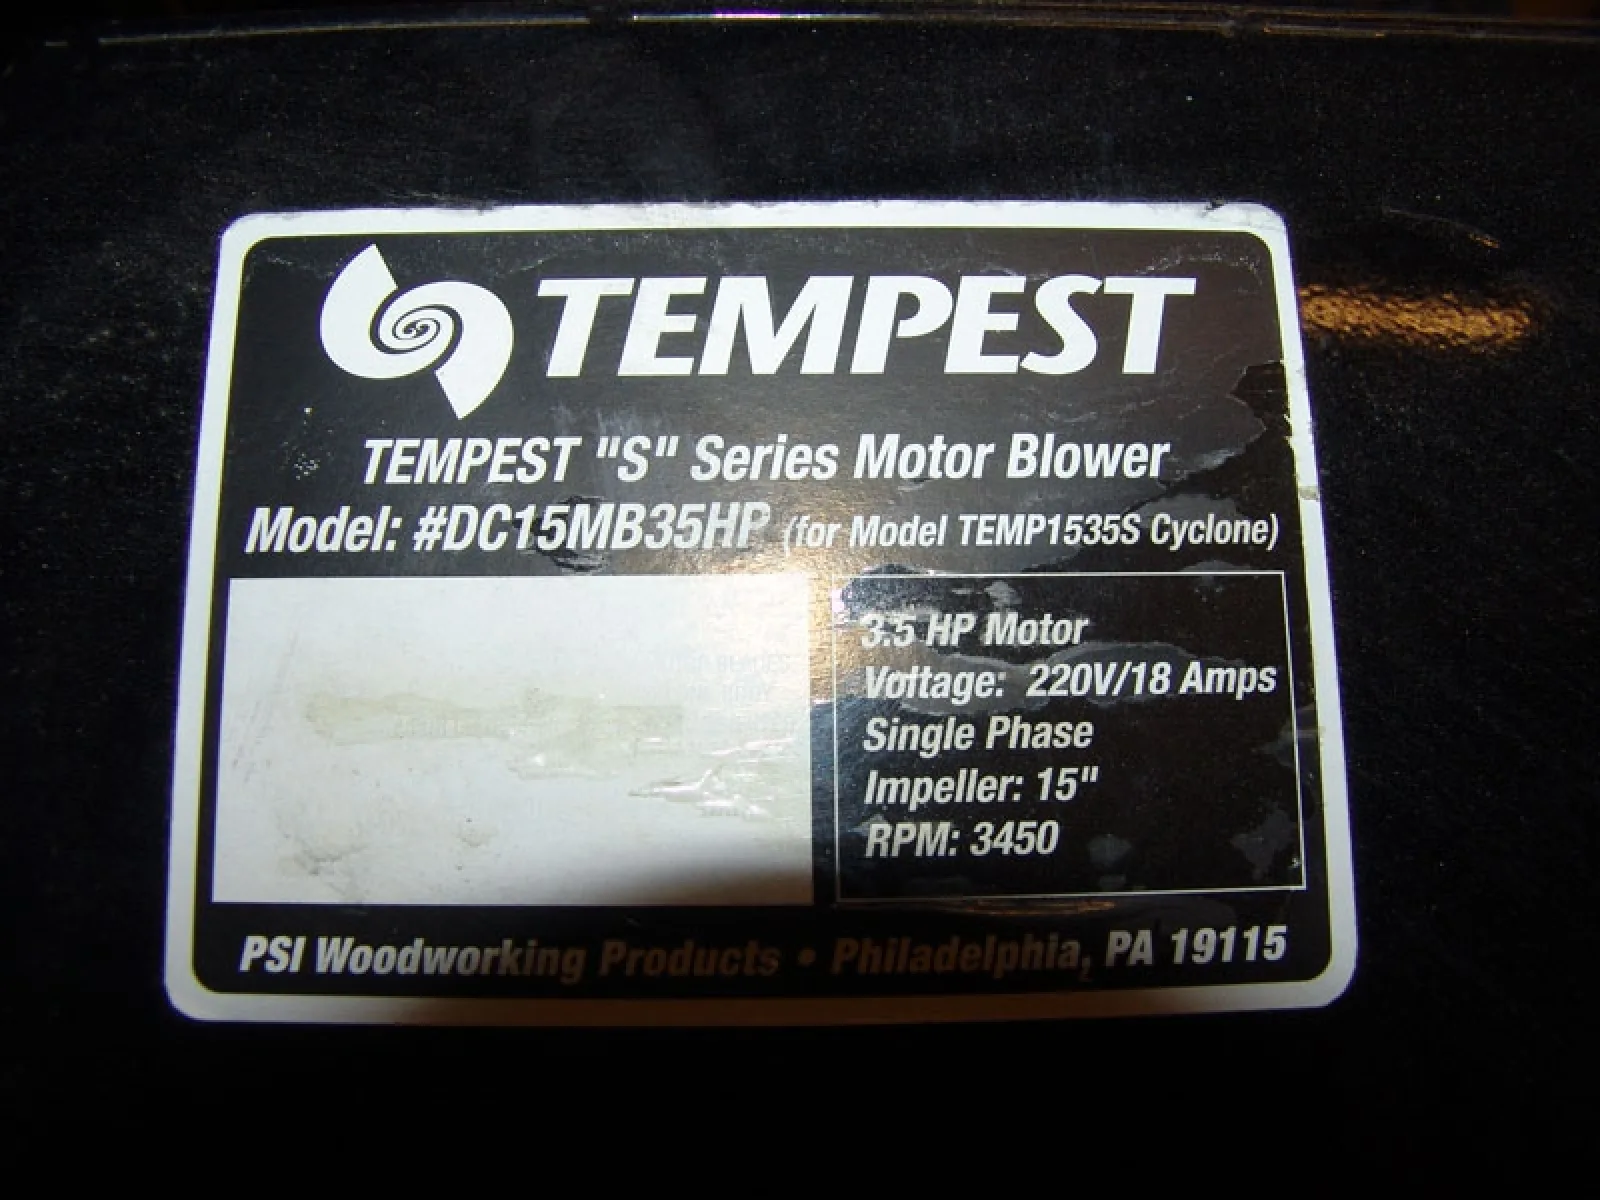 TEMPEST
TEMPEST "S" Series Motor Blower
Model: #DC15MB35HP (for Model TEMP1535S Cyclone)
3.5 HP Motor
Voltage: 220V/18 Amps
Single Phase
Impeller: 15"
RPM: 3450
PSI Woodworking Products • Philadelphia, PA 19115